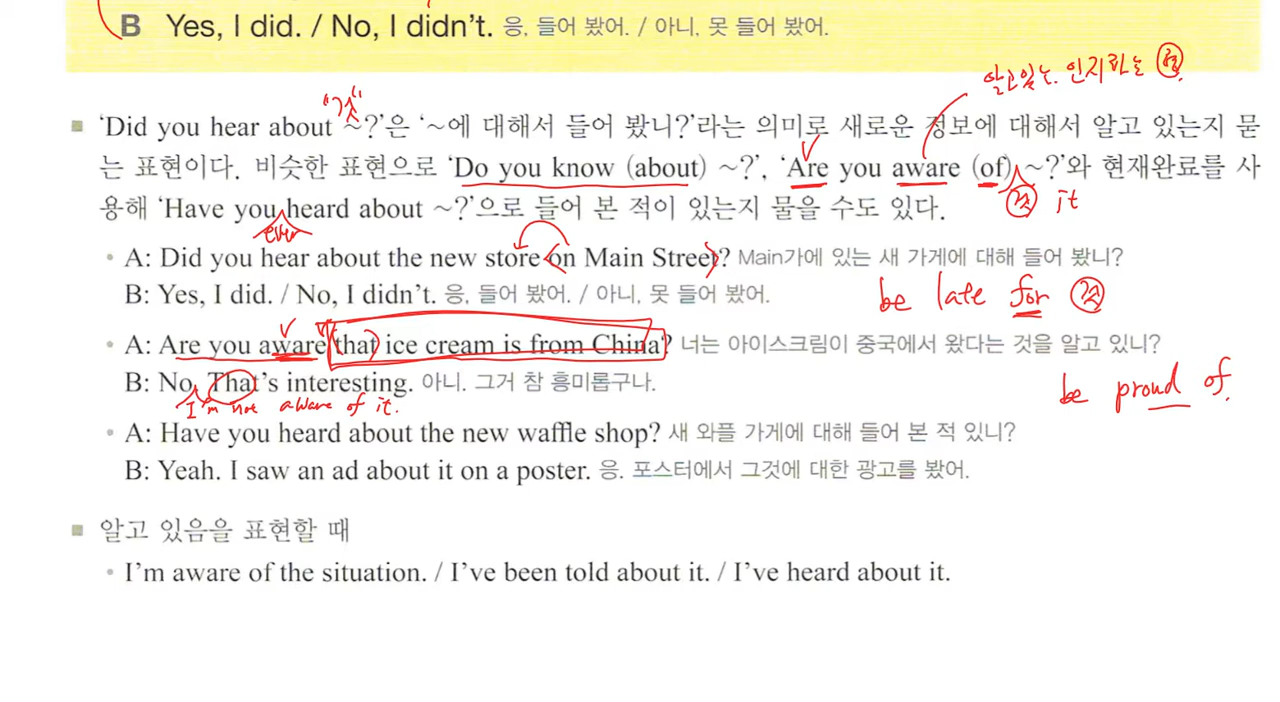 B Yes, I did. / No, I didn't. 응, 들어 봤어. / 아니, 못 들어 봤어.
알고있는. 인지하는 형.
"것"
'Did you hear about ~?'은 '~에 대해서 들어 봤니?'라는 의미로 새로운 정보에 대해서 알고 있는지 묻
는 표현이다. 비슷한 표현으로 'Do you know (about) ~?', 'Are you aware (of) ~?'와 현재완료를 사
것 it
용해 'Have you heard about ~?'으로 들어 본 적이 있는지 물을 수도 있다.
ever
A: Did you hear about the new store on Main Street? Main가에 있는 새 가게에 대해 들어 봤니?
B: Yes, I did. / No, I didn't. 응, 들어 봤어. / 아니, 못 들어 봤어.
be late for 것
A: Are you aware that ice cream is from China? 너는 아이스크림이 중국에서 왔다는 것을 알고 있니?
B: No. That's interesting. 아니. 그거 참 흥미롭구나.
be proud of.
I'm not aware of it.
A: Have you heard about the new waffle shop? 새 와플 가게에 대해 들어 본 적 있니?
B: Yeah. I saw an ad about it on a poster. 응. 포스터에서 그것에 대한 광고를 봤어.
알고 있음을 표현할 때
I'm aware of the situation. / I've been told about it. / I've heard about it.